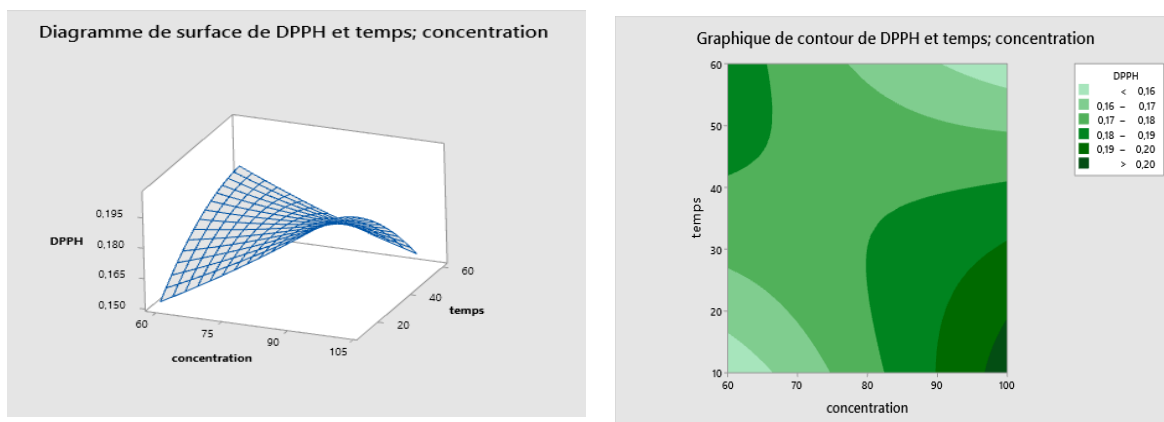 Diagramme de surface de DPPH et temps; concentration
0,195
DPPH
0,180
0,165
0,150
60
75
90
105
concentration
20
40
60
temps
Graphique de contour de DPPH et temps; concentration
60
50
40
30
20
10
temps
60
70
80
90
100
concentration
DPPH
< 0,16
0,16 – 0,17
0,17 – 0,18
0,18 – 0,19
0,19 – 0,20
> 0,20